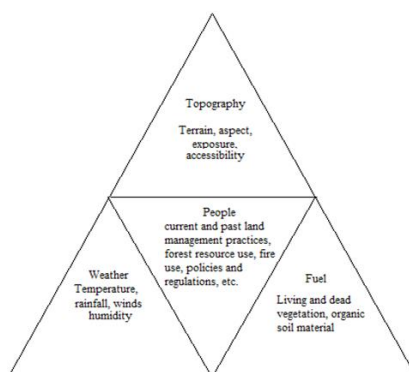 Topography
Terrain, aspect,
exposure,
accessibility
People
current and past land
management practices,
forest resource use, fire
use, policies and
regulations, etc.
Weather
Temperature,
rainfall, winds
humidity
Fuel
Living and dead
vegetation, organic
soil material